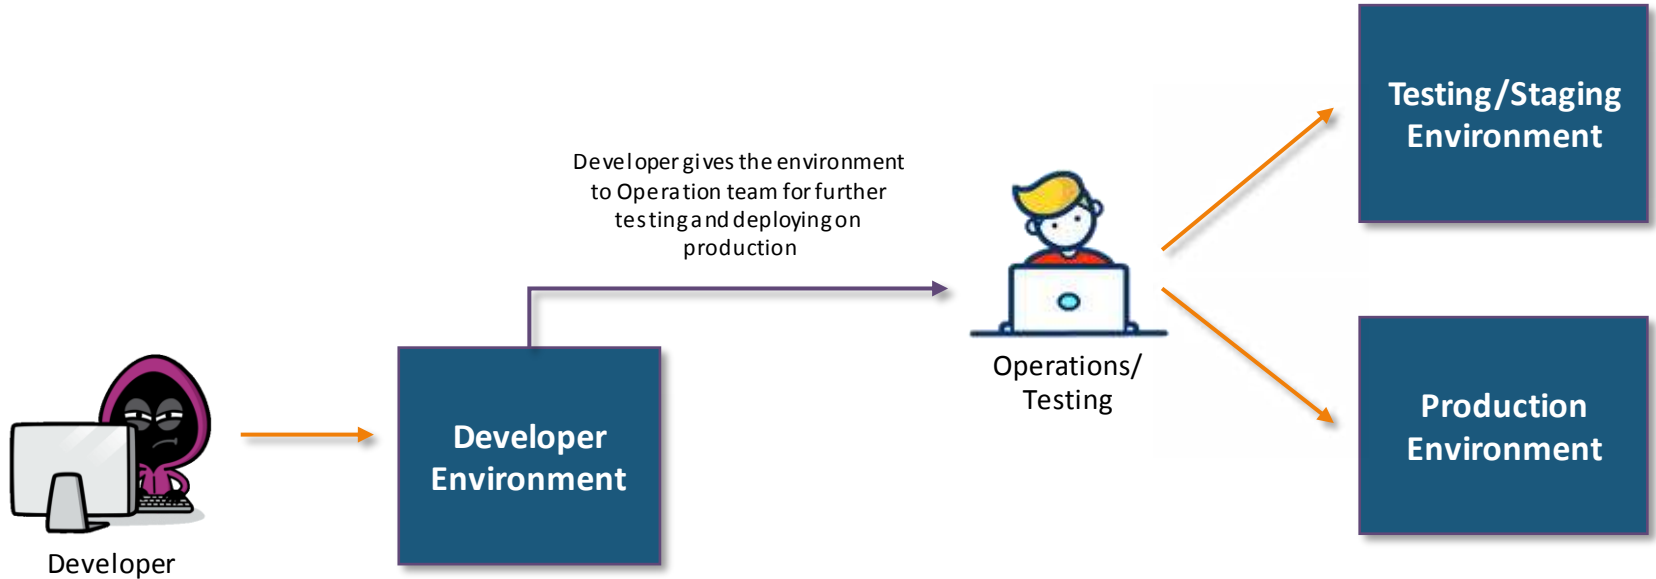 Developer
Developer
Environment
Developer gives the environment
to Operation team for further
testing and deploying on
production
Operations/
Testing
Testing/Staging
Environment
Production
Environment